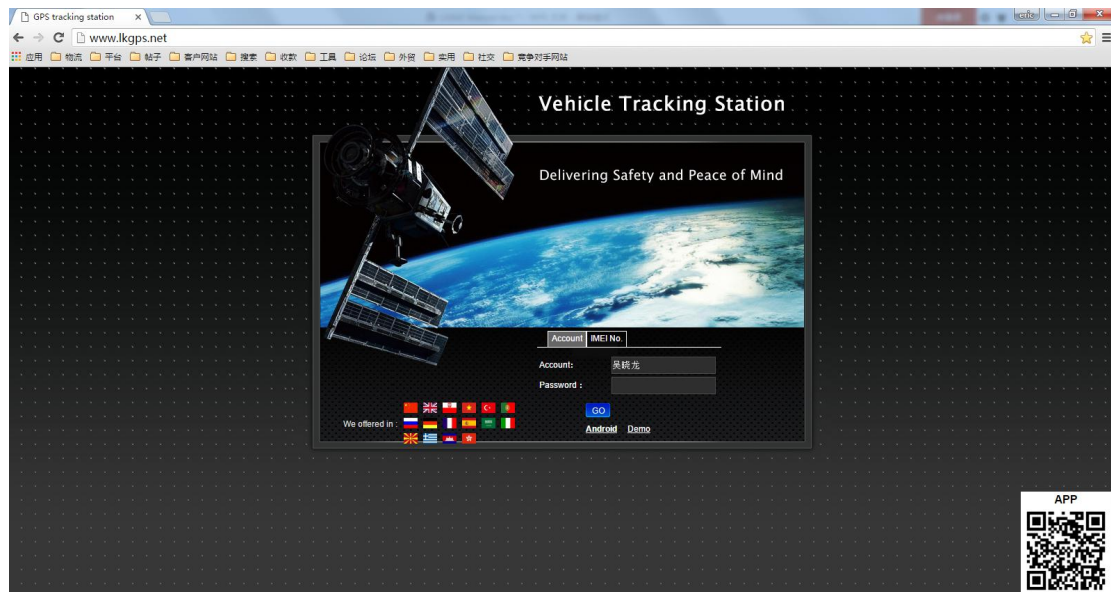 GPS tracking station
www.lkgps.net
应用 物流 平台 帖子 客户网站 搜索 收款 工具 论坛 外贸 实用 社交 竞争对手网站
Vehicle Tracking Station
Delivering Safety and Peace of Mind
Account IMEI No.
Account: 吴晓龙
Password :
GO
We offered in :
Android Demo
APP